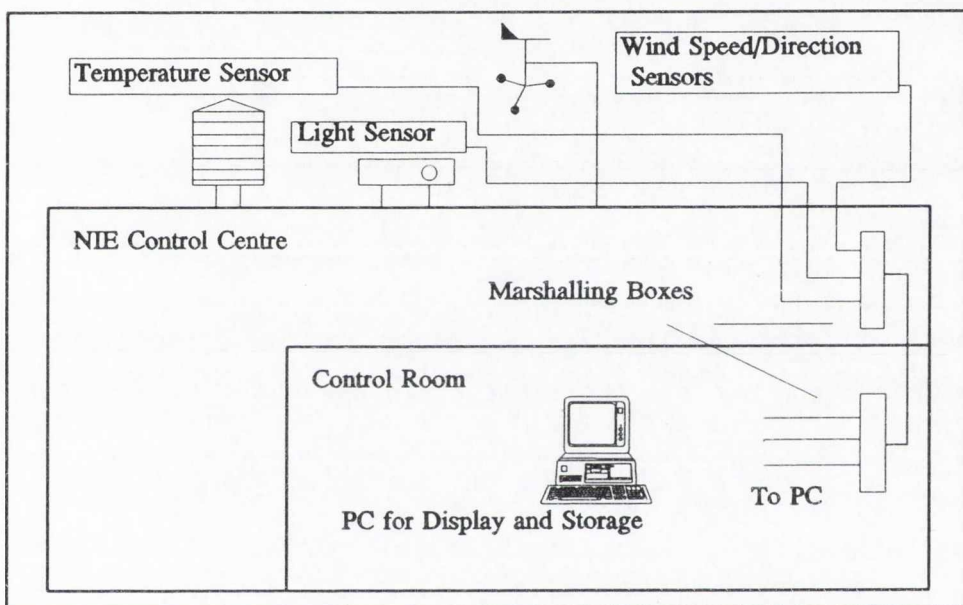 Temperature Sensor
Wind Speed/Direction
Sensors
Light Sensor
NIE Control Centre
Marshalling Boxes
Control Room
To PC
PC for Display and Storage